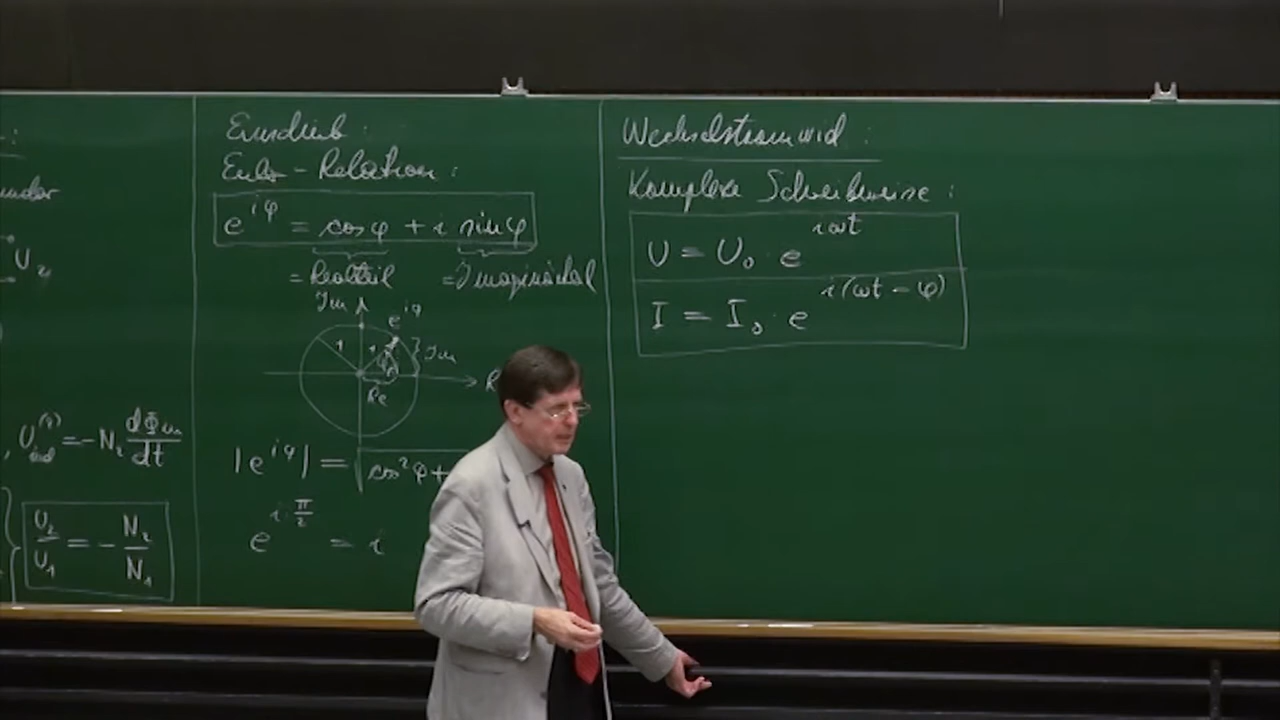 :
U₂
, U_ind^(2) = -N₂ dΦ_m/dt
U₂/U₁ = - N₂/N₁
Einschub :
Euler - Relation :
e^{iφ} = cos φ + i sin φ
= Realteil = Imaginärteil
Im
e^{iφ}
1 1 φ } Im
R
Re
|e^{iφ}| = √cos²φ +
e^{i·π/2} = i
Wechselstromwid. :
Komplexe Schreibweise :
U = U₀ · e^{iωt}
I = I₀ · e^{i(ωt - φ)}